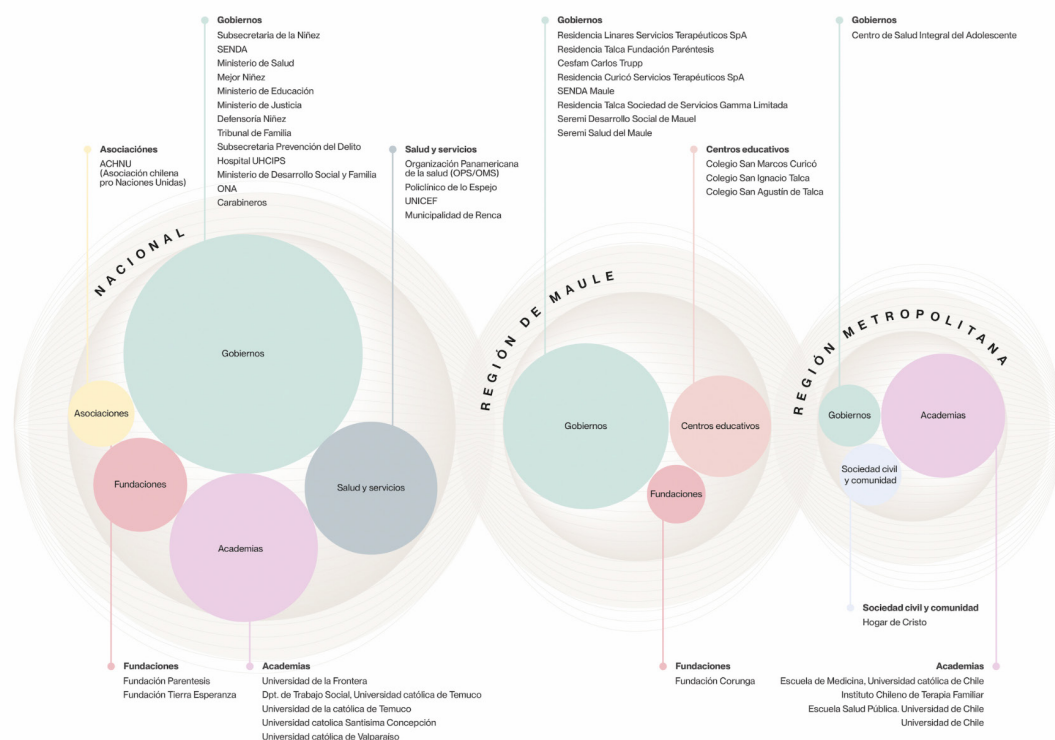 Gobiernos
Subsecretaria de la Niñez
SENDA
Ministerio de Salud
Mejor Niñez
Ministerio de Educación
Ministerio de Justicia
Defensoría Niñez
Tribunal de Familia
Subsecretaria Prevención del Delito
Hospital UHCIPS
Ministerio de Desarrollo Social y Familia
ONA
Carabineros
Asociaciónes
ACHNU
(Asociación chilena
pro Naciones Unidas)
Salud y servicios
Organización Panamericana
de la salud (OPS/OMS)
Policlínico de lo Espejo
UNICEF
Municipalidad de Renca
NACIONAL
Gobiernos
Asociaciones
Fundaciones
Academias
Salud y servicios
Fundaciones
Fundación Parentesis
Fundación Tierra Esperanza
Academias
Universidad de la Frontera
Dpt. de Trabajo Social, Universidad católica de Temuco
Universidad de la católica de Temuco
Universidad catolica Santisima Concepción
Universidad católica de Valparaíso
Gobiernos
Residencia Linares Servicios Terapéuticos SpA
Residencia Talca Fundación Paréntesis
Cesfam Carlos Trupp
Residencia Curicó Servicios Terapéuticos SpA
SENDA Maule
Residencia Talca Sociedad de Servicios Gamma Limitada
Seremi Desarrollo Social de Mauel
Seremi Salud del Maule
Centros educativos
Colegio San Marcos Curicó
Colegio San Ignacio Talca
Colegio San Agustín de Talca
REGIÓN DE MAULE
Gobiernos
Centros educativos
Fundaciones
Fundaciones
Fundación Corunga
Gobiernos
Centro de Salud Integral del Adolescente
REGIÓN METROPOLITANA
Gobiernos
Academias
Sociedad civil
y comunidad
Sociedad civil y comunidad
Hogar de Cristo
Academias
Escuela de Medicina, Universidad católica de Chile
Instituto Chileno de Terapia Familiar
Escuela Salud Pública. Universidad de Chile
Universidad de Chile